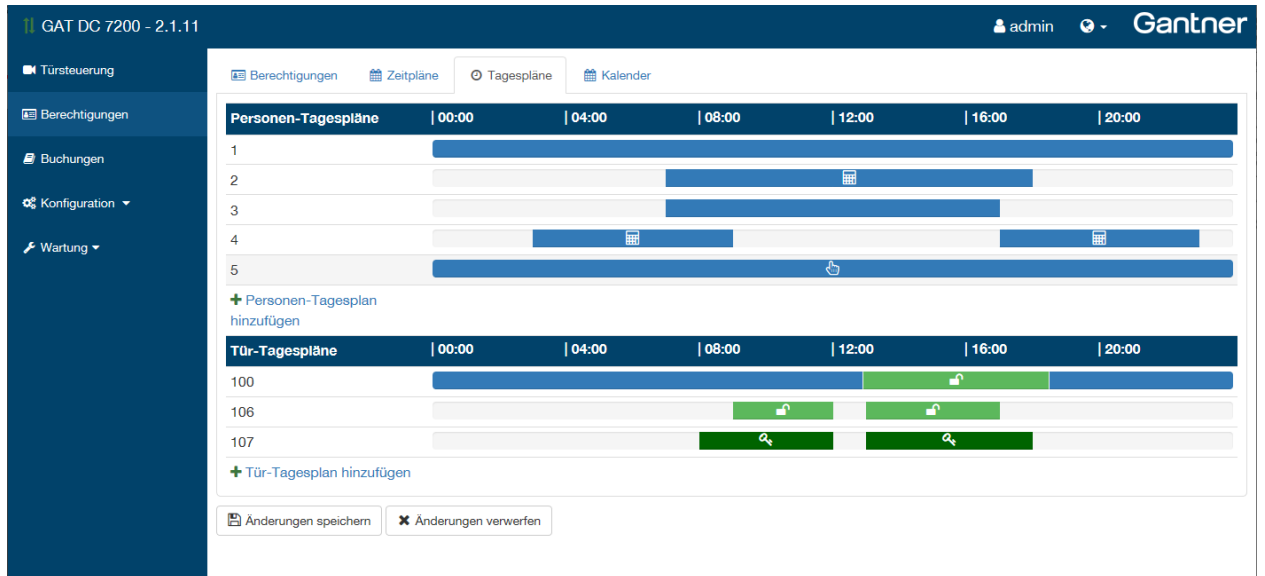 GAT DC 7200 - 2.1.11
admin
Gantner
Türsteuerung
Berechtigungen
Buchungen
Konfiguration
Wartung
Berechtigungen Zeitpläne Tagespläne Kalender
Personen-Tagespläne | 00:00 | 04:00 | 08:00 | 12:00 | 16:00 | 20:00
1
2
3
4
5
Personen-Tagesplan
hinzufügen
Tür-Tagespläne | 00:00 | 04:00 | 08:00 | 12:00 | 16:00 | 20:00
100
106
107
Tür-Tagesplan hinzufügen
Änderungen speichern Änderungen verwerfen